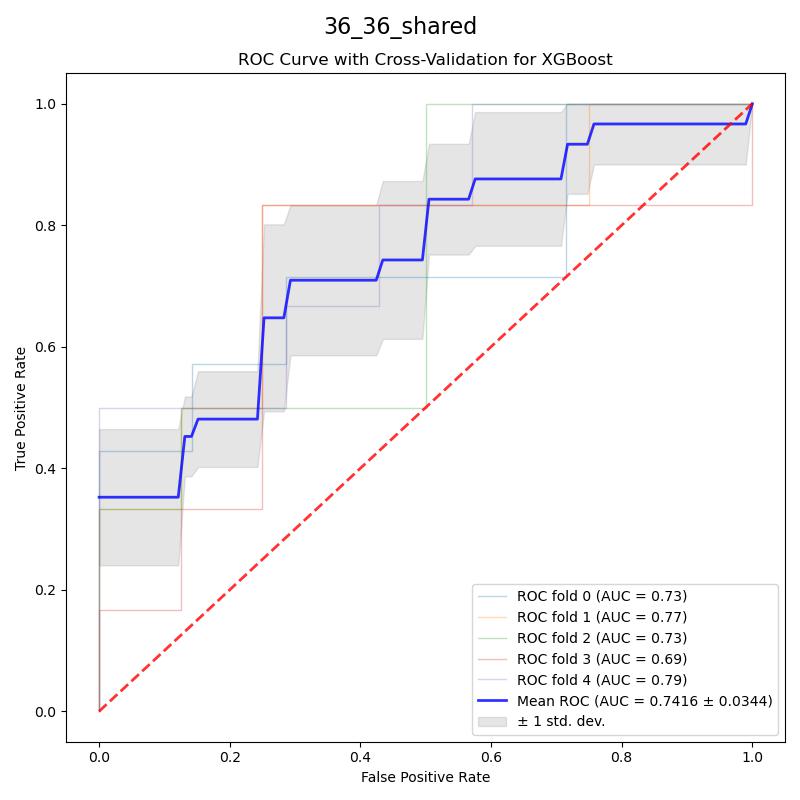 36_36_shared
ROC Curve with Cross-Validation for XGBoost
True Positive Rate
1.0
0.8
0.6
0.4
0.2
0.0
0.0 0.2 0.4 0.6 0.8 1.0
False Positive Rate
ROC fold 0 (AUC = 0.73)
ROC fold 1 (AUC = 0.77)
ROC fold 2 (AUC = 0.73)
ROC fold 3 (AUC = 0.69)
ROC fold 4 (AUC = 0.79)
Mean ROC (AUC = 0.7416 ± 0.0344)
± 1 std. dev.